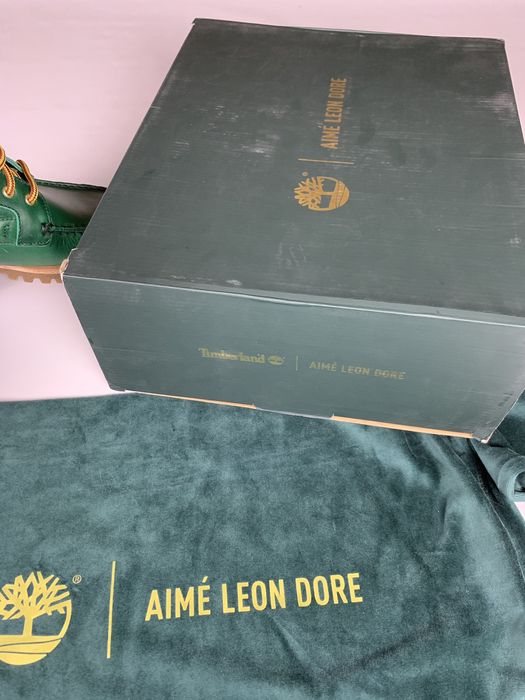 AIMÉ LEON DORE
Timberland | AIMÉ LEON DORE
® | AIMÉ LEON DORE